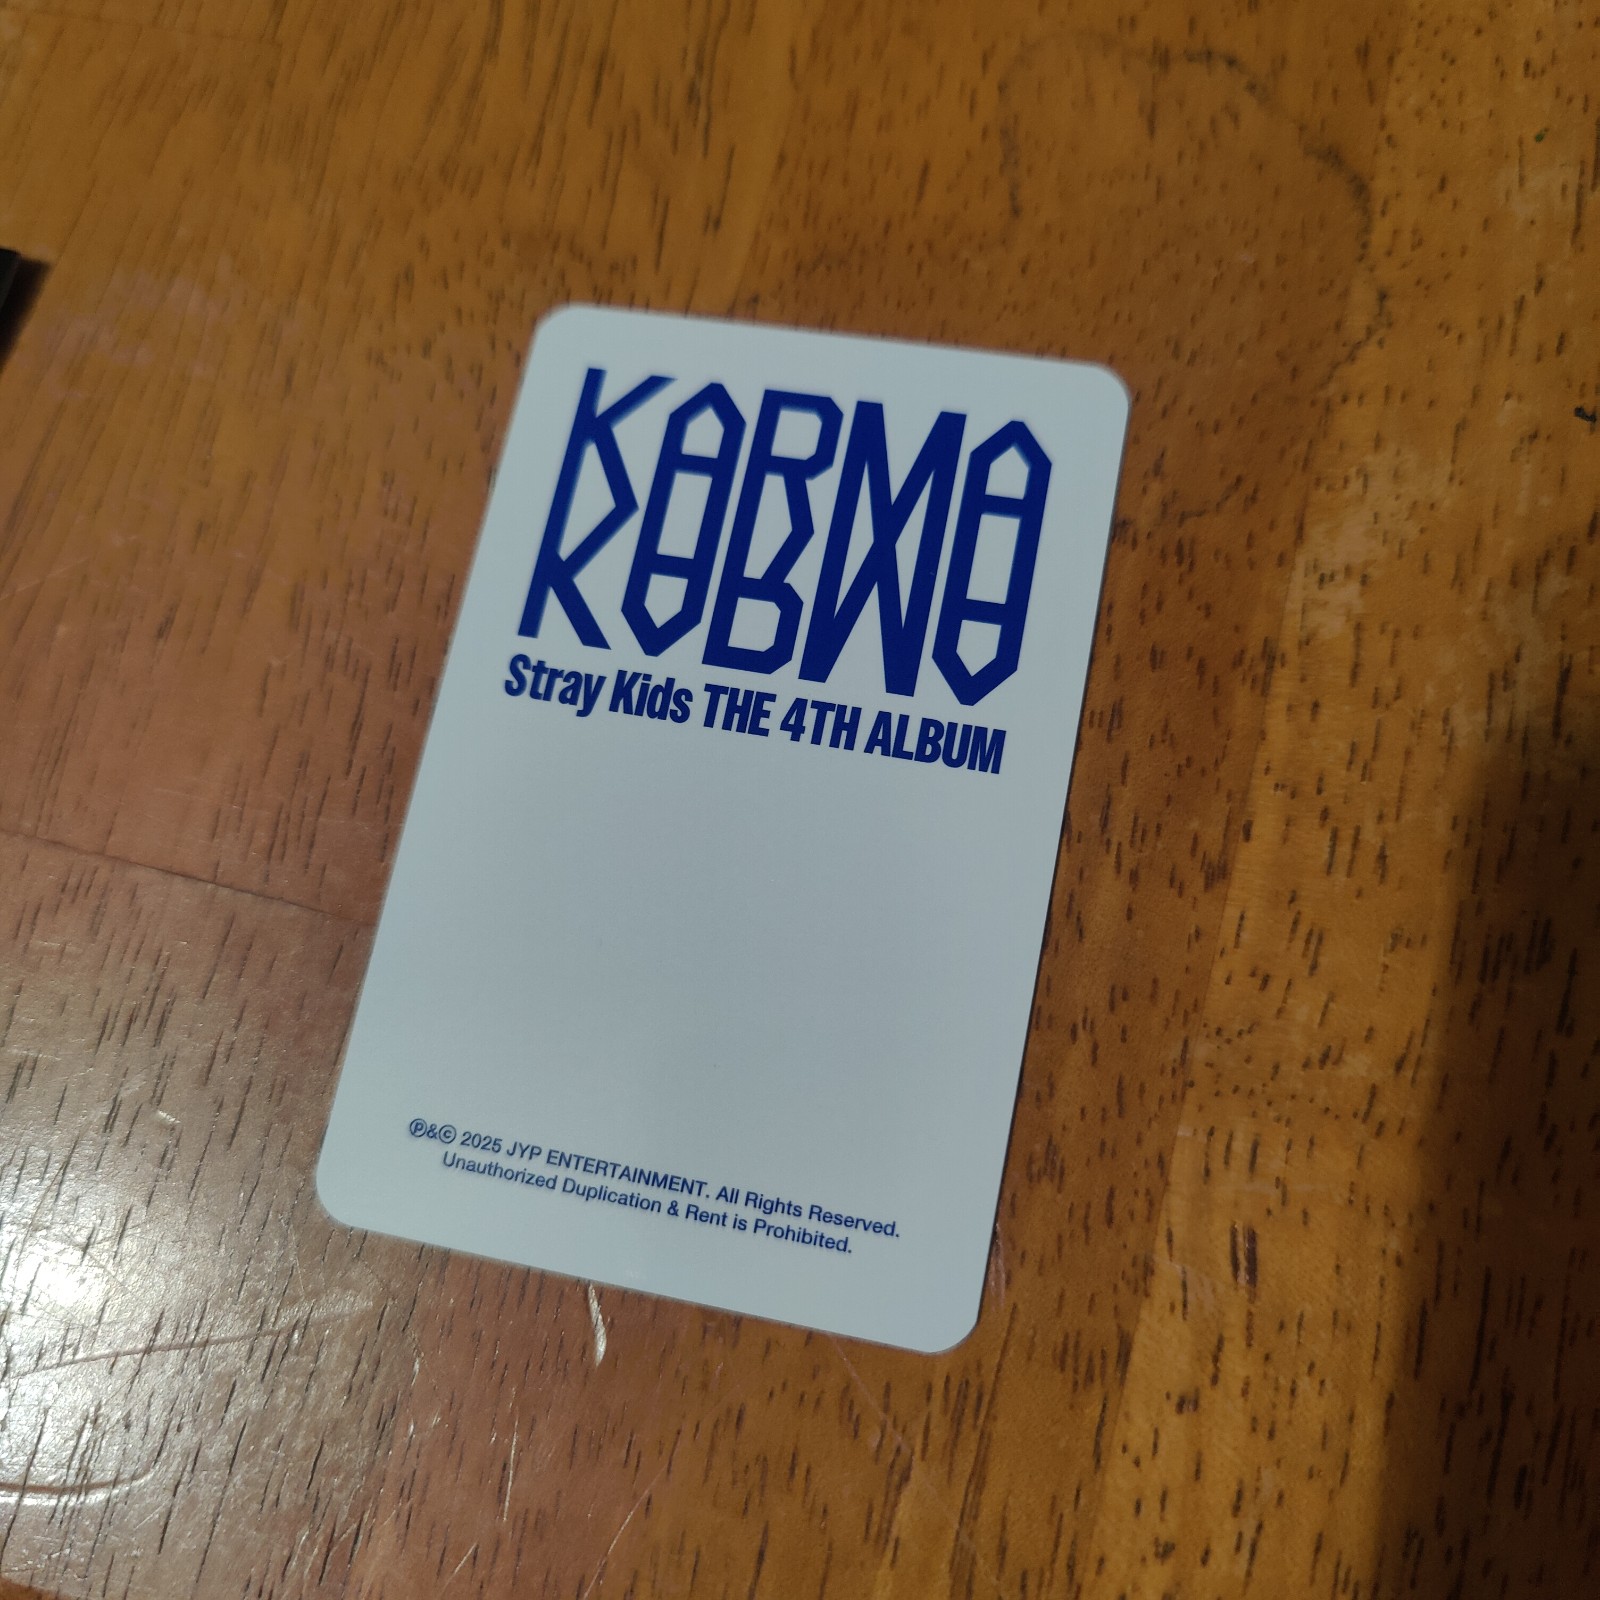 KARMA
Stray Kids THE 4TH ALBUM
℗&© 2025 JYP ENTERTAINMENT. All Rights Reserved.
Unauthorized Duplication & Rent is Prohibited.